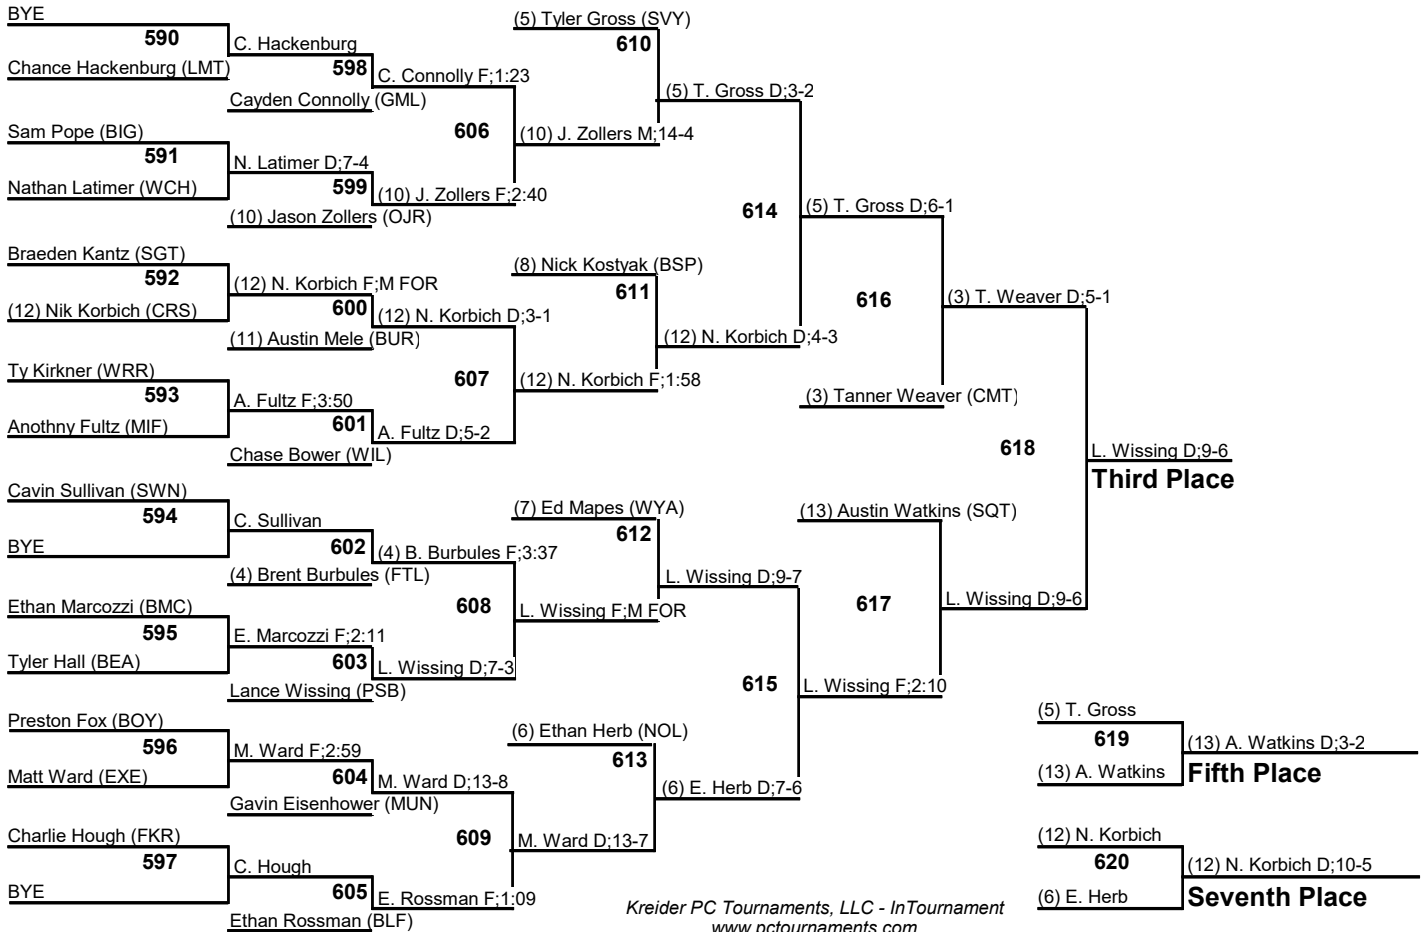 BYE
590
Chance Hackenburg (LMT)
C. Hackenburg
598
Cayden Connolly (GML)
C. Connolly F;1:23
Sam Pope (BIG)
591
Nathan Latimer (WCH)
N. Latimer D;7-4
599
(10) Jason Zollers (OJR)
(10) J. Zollers F;2:40
606
(10) J. Zollers M;14-4
(5) Tyler Gross (SVY)
610
(5) T. Gross D;3-2
Braeden Kantz (SGT)
592
(12) Nik Korbich (CRS)
(12) N. Korbich F;M FOR
600
(11) Austin Mele (BUR)
(12) N. Korbich D;3-1
Ty Kirkner (WRR)
593
Anothny Fultz (MIF)
A. Fultz F;3:50
601
Chase Bower (WIL)
A. Fultz D;5-2
607
(12) N. Korbich F;1:58
(8) Nick Kostyak (BSP)
611
(12) N. Korbich D;4-3
614
(5) T. Gross D;6-1
616
(3) Tanner Weaver (CMT)
(3) T. Weaver D;5-1
Cavin Sullivan (SWN)
594
BYE
C. Sullivan
602
(4) Brent Burbules (FTL)
(4) B. Burbules F;3:37
Ethan Marcozzi (BMC)
595
Tyler Hall (BEA)
E. Marcozzi F;2:11
603
Lance Wissing (PSB)
L. Wissing D;7-3
608
L. Wissing F;M FOR
(7) Ed Mapes (WYA)
612
L. Wissing D;9-7
Preston Fox (BOY)
596
Matt Ward (EXE)
M. Ward F;2:59
604
Gavin Eisenhower (MUN)
M. Ward D;13-8
Charlie Hough (FKR)
597
BYE
C. Hough
605
Ethan Rossman (BLF)
E. Rossman F;1:09
609
M. Ward D;13-7
(6) Ethan Herb (NOL)
613
(6) E. Herb D;7-6
615
L. Wissing F;2:10
(13) Austin Watkins (SQT)
617
L. Wissing D;9-6
618
L. Wissing D;9-6
Third Place
(5) T. Gross
619
(13) A. Watkins
(13) A. Watkins D;3-2
Fifth Place
(12) N. Korbich
620
(6) E. Herb
(12) N. Korbich D;10-5
Seventh Place
Kreider PC Tournaments, LLC - InTournament
www.pctournaments.com